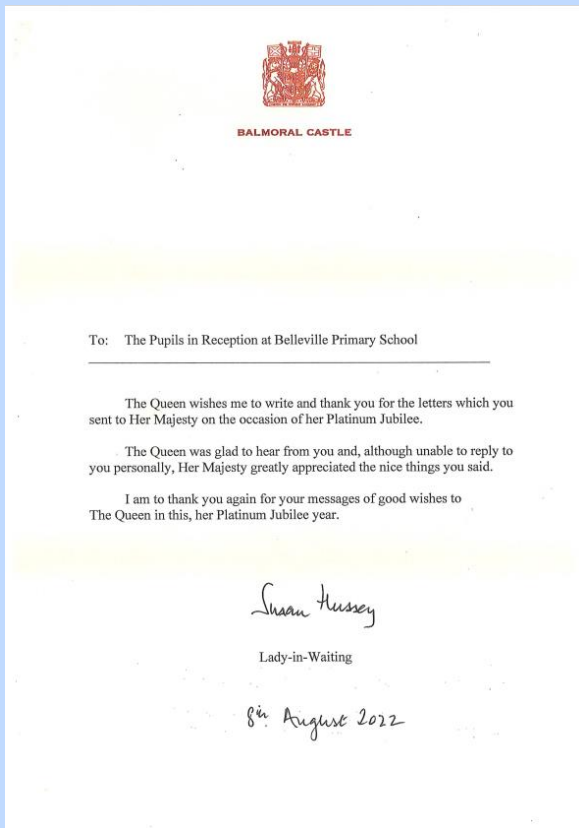 BALMORAL CASTLE
To: The Pupils in Reception at Belleville Primary School
The Queen wishes me to write and thank you for the letters which you
sent to Her Majesty on the occasion of her Platinum Jubilee.
The Queen was glad to hear from you and, although unable to reply to
you personally, Her Majesty greatly appreciated the nice things you said.
I am to thank you again for your messages of good wishes to
The Queen in this, her Platinum Jubilee year.
Susan Hussey
Lady-in-Waiting
8th August 2022